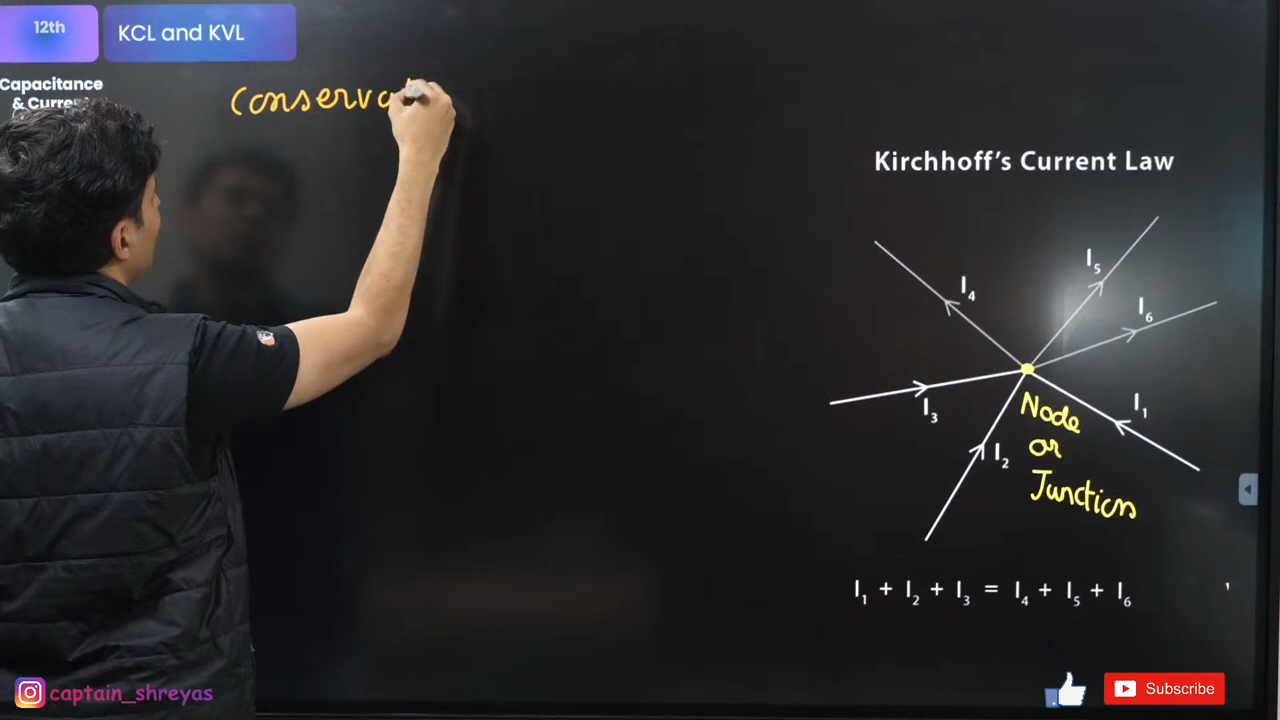 12th
KCL and KVL
Capacitance
& Current
Conserva
Kirchhoff's Current Law
I4
I5
I6
I3
I1
I2
Node
or
Junction
I1 + I2 + I3 = I4 + I5 + I6
captain_shreyas
Subscribe